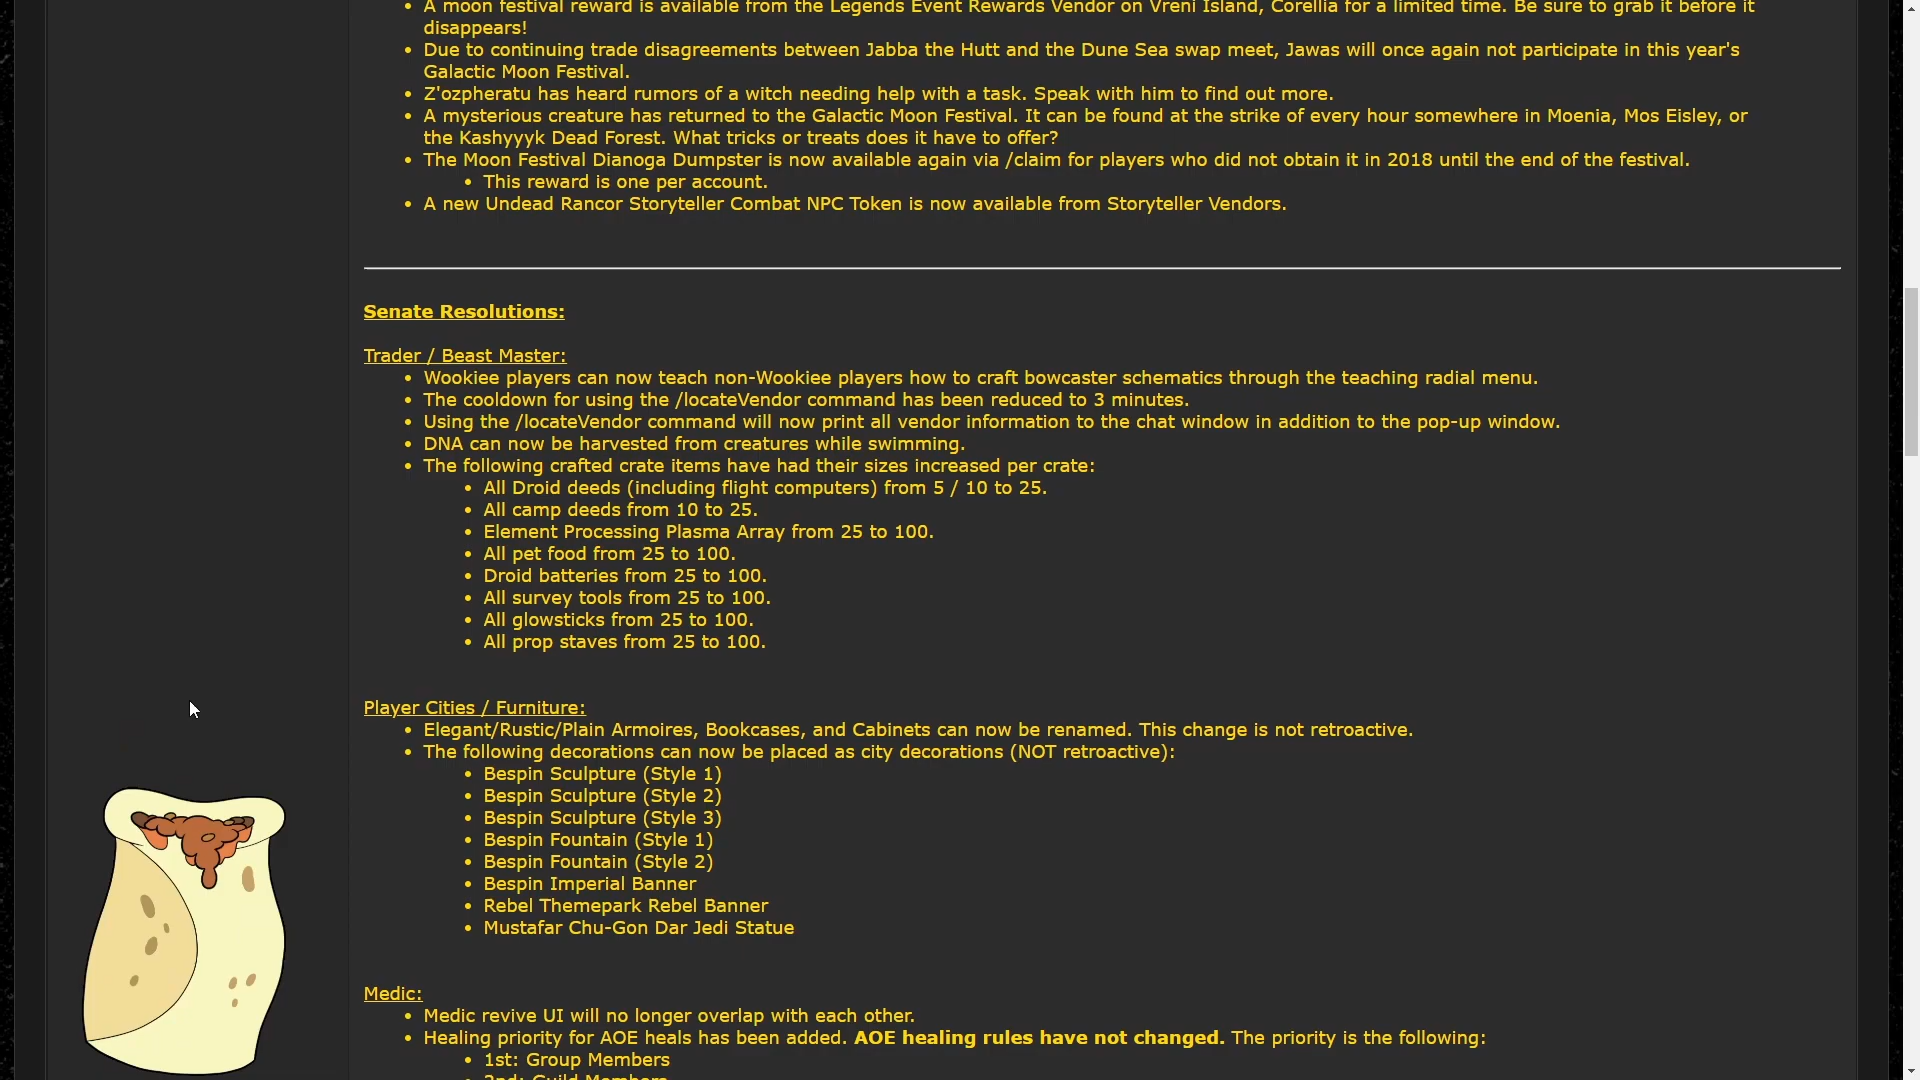 A moon festival reward is available from the Legends Event Rewards Vendor on Vreni Island, Corellia for a limited time. Be sure to grab it before it
disappears!
Due to continuing trade disagreements between Jabba the Hutt and the Dune Sea swap meet, Jawas will once again not participate in this year's
Galactic Moon Festival.
Z'ozpheratu has heard rumors of a witch needing help with a task. Speak with him to find out more.
A mysterious creature has returned to the Galactic Moon Festival. It can be found at the strike of every hour somewhere in Moenia, Mos Eisley, or
the Kashyyyk Dead Forest. What tricks or treats does it have to offer?
The Moon Festival Dianoga Dumpster is now available again via /claim for players who did not obtain it in 2018 until the end of the festival.
This reward is one per account.
A new Undead Rancor Storyteller Combat NPC Token is now available from Storyteller Vendors.
Senate Resolutions:
Trader / Beast Master:
Wookiee players can now teach non-Wookiee players how to craft bowcaster schematics through the teaching radial menu.
The cooldown for using the /locateVendor command has been reduced to 3 minutes.
Using the /locateVendor command will now print all vendor information to the chat window in addition to the pop-up window.
DNA can now be harvested from creatures while swimming.
The following crafted crate items have had their sizes increased per crate:
All Droid deeds (including flight computers) from 5 / 10 to 25.
All camp deeds from 10 to 25.
Element Processing Plasma Array from 25 to 100.
All pet food from 25 to 100.
Droid batteries from 25 to 100.
All survey tools from 25 to 100.
All glowsticks from 25 to 100.
All prop staves from 25 to 100.
Player Cities / Furniture:
Elegant/Rustic/Plain Armoires, Bookcases, and Cabinets can now be renamed. This change is not retroactive.
The following decorations can now be placed as city decorations (NOT retroactive):
Bespin Sculpture (Style 1)
Bespin Sculpture (Style 2)
Bespin Sculpture (Style 3)
Bespin Fountain (Style 1)
Bespin Fountain (Style 2)
Bespin Imperial Banner
Rebel Themepark Rebel Banner
Mustafar Chu-Gon Dar Jedi Statue
Medic:
Medic revive UI will no longer overlap with each other.
Healing priority for AOE heals has been added. AOE healing rules have not changed. The priority is the following:
1st: Group Members
2nd: Guild Members